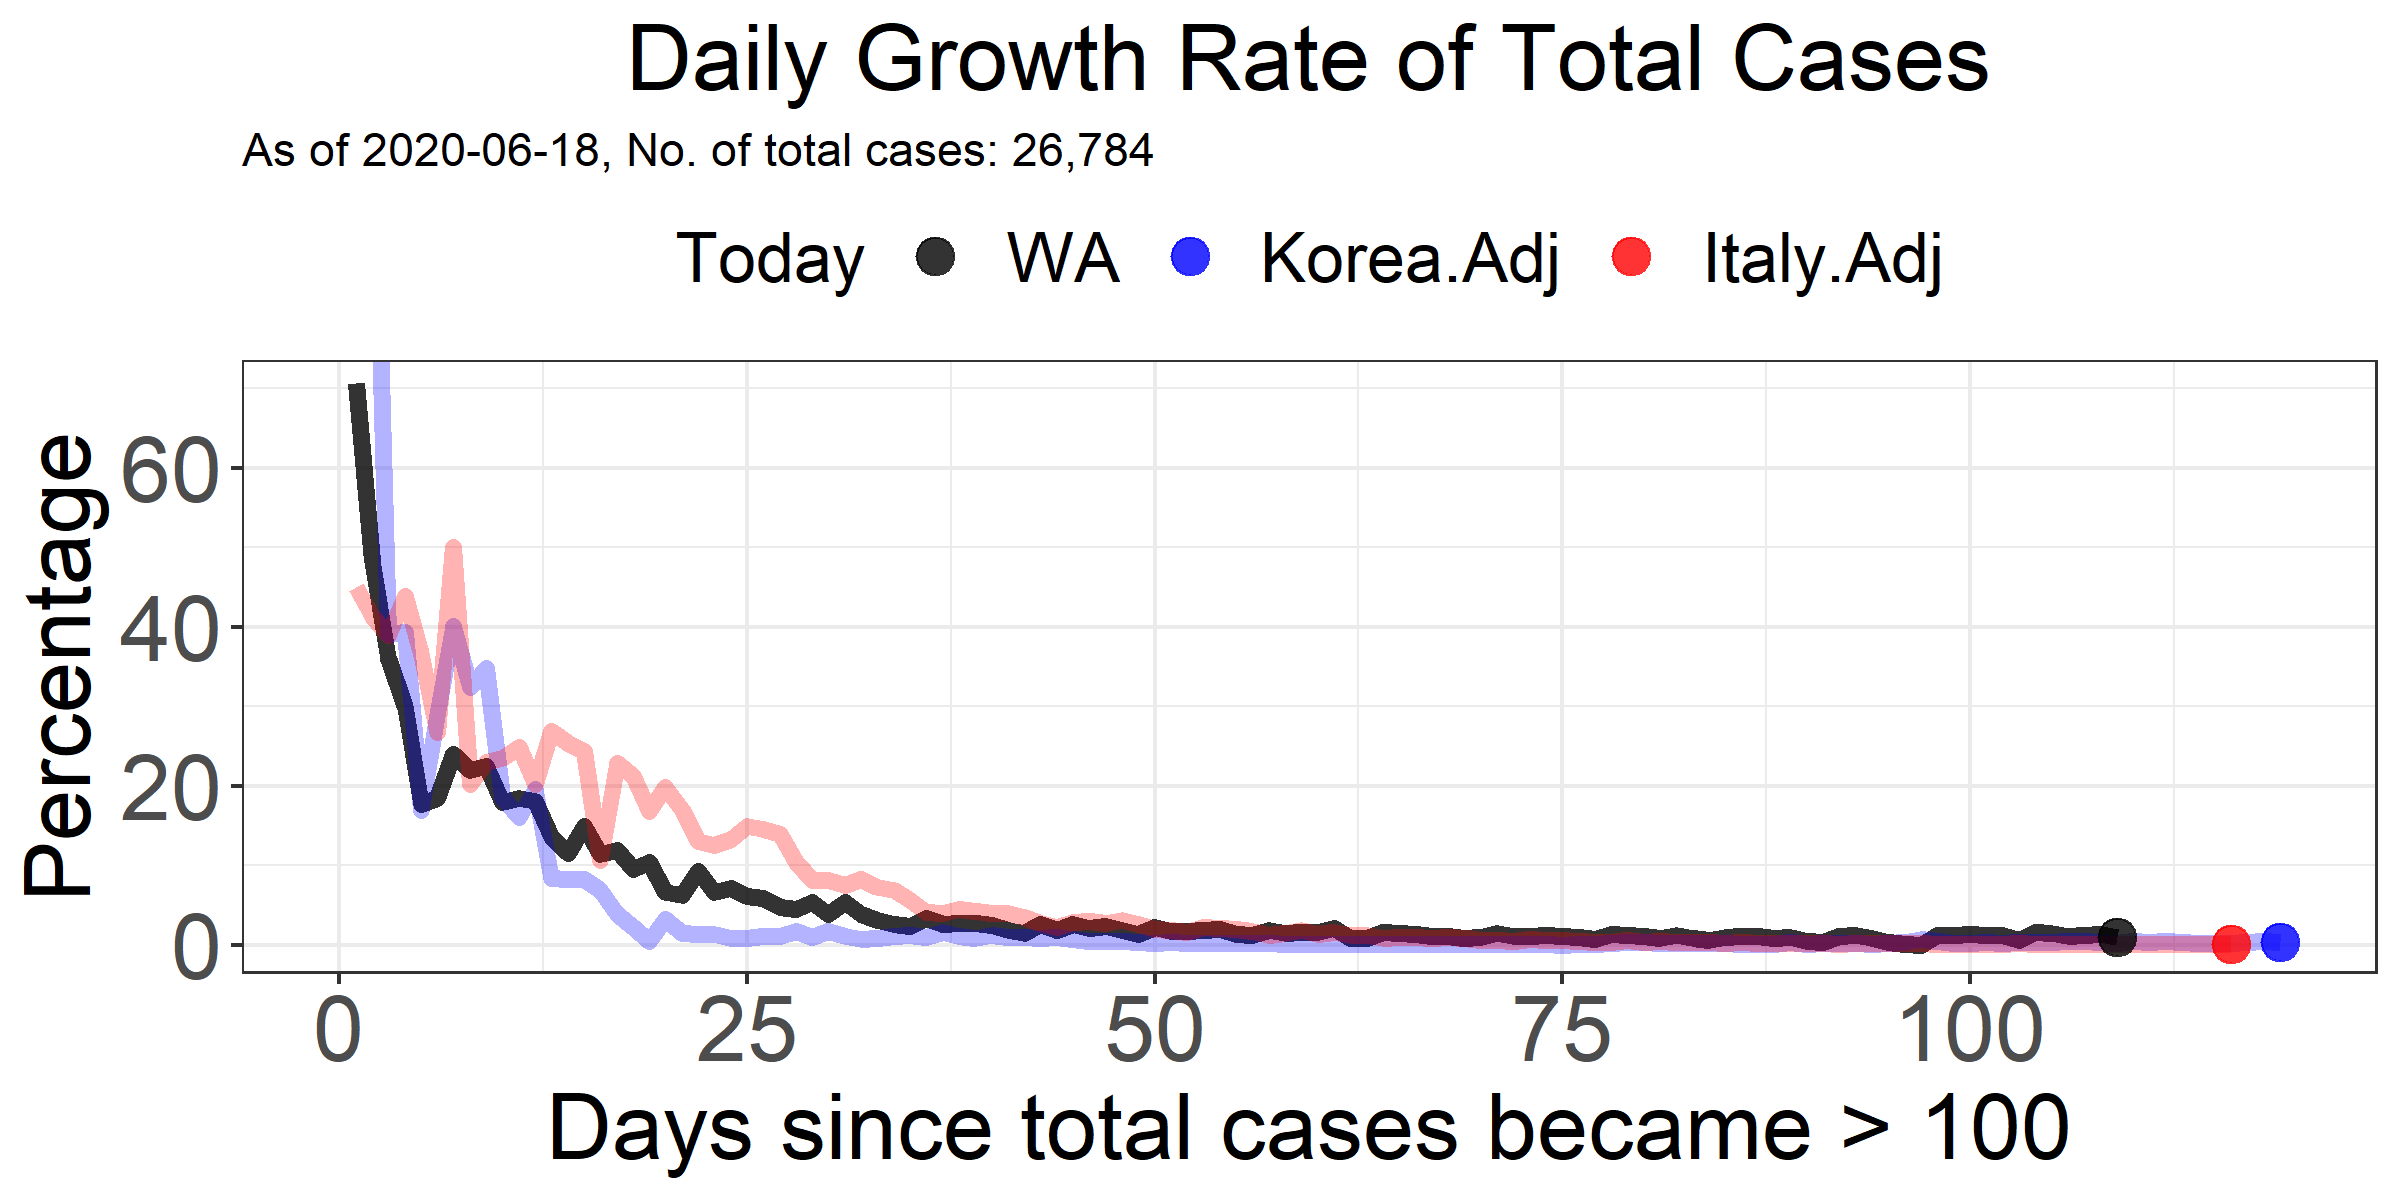 Daily Growth Rate of Total Cases
As of 2020-06-18, No. of total cases: 26,784
Today WA Korea.Adj Italy.Adj
Percentage
60
40
20
0
0 25 50 75 100
Days since total cases became > 100